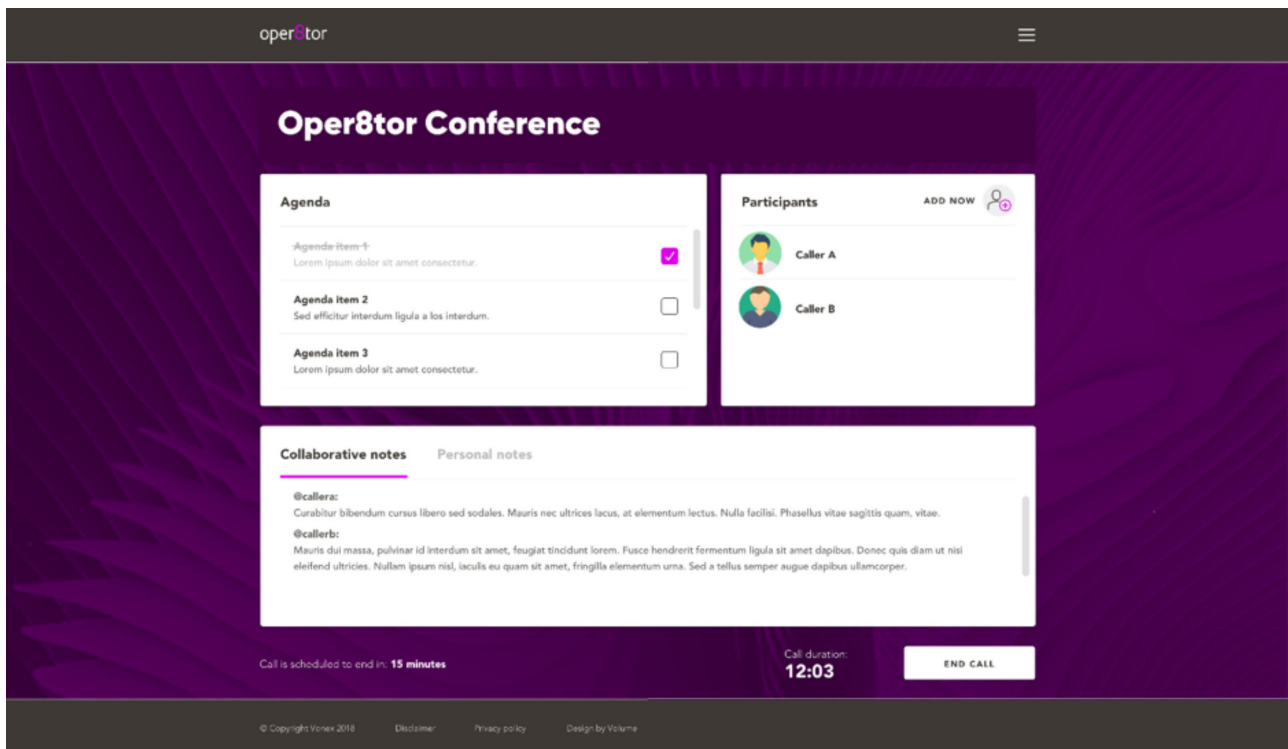 oper8tor
Oper8tor Conference
Agenda
Agenda item 1
Lorem ipsum dolor sit amet consectetur.
Agenda item 2
Sed efficitur interdum ligula a los interdum.
Agenda item 3
Lorem ipsum dolor sit amet consectetur.
Participants
ADD NOW
Caller A
Caller B
Collaborative notes
Personal notes
@callera:
Curabitur bibendum cursus libero sed sodales. Mauris nec ultrices lacus, at elementum lectus. Nulla facilisi. Phasellus vitae sagittis quam, vitae.
@callerb:
Mauris dui massa, pulvinar id interdum sit amet, feugiat tincidunt lorem. Fusce hendrerit fermentum ligula sit amet dapibus. Donec quis diam ut nisi
eleifend ultricies. Nullam ipsum nisl, iaculis eu quam sit amet, fringilla elementum urna. Sed a tellus semper augue dapibus ullamcorper.
Call is scheduled to end in: 15 minutes
Call duration:
12:03
END CALL
© Copyright Vonex 2018
Disclaimer
Privacy policy
Design by Volume